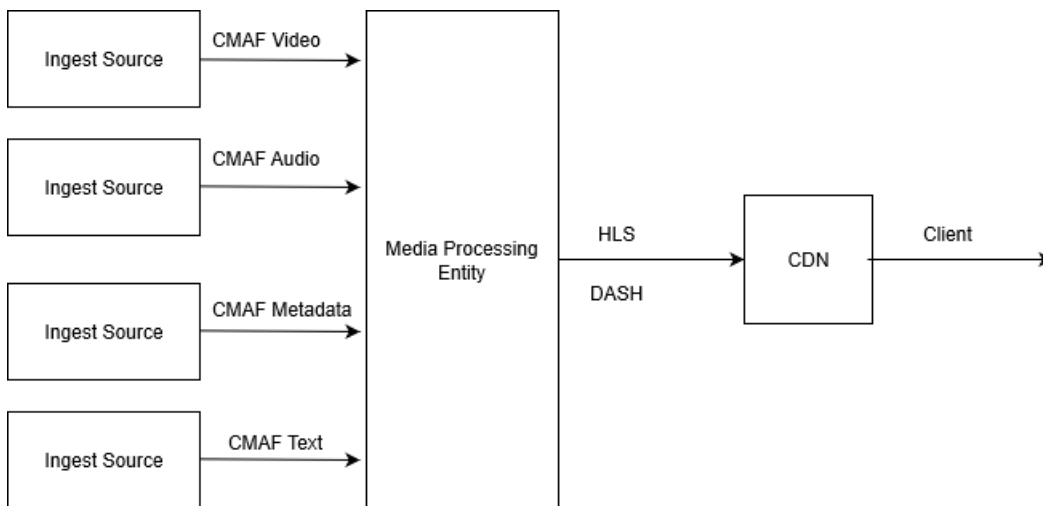 Ingest Source
CMAF Video
Ingest Source
CMAF Audio
Ingest Source
CMAF Metadata
Ingest Source
CMAF Text
Media Processing
Entity
HLS
DASH
CDN
Client